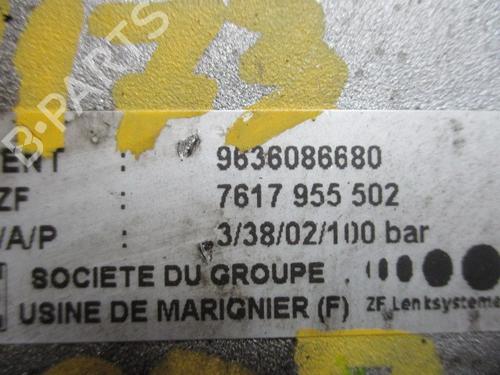 B-PARTS
173
ENT : 9636086680
ZF : 7617 955 502
/A/P : 3/38/02/100 bar
SOCIETE DU GROUPE
USINE DE MARIGNIER (F) ZF Lenksysteme